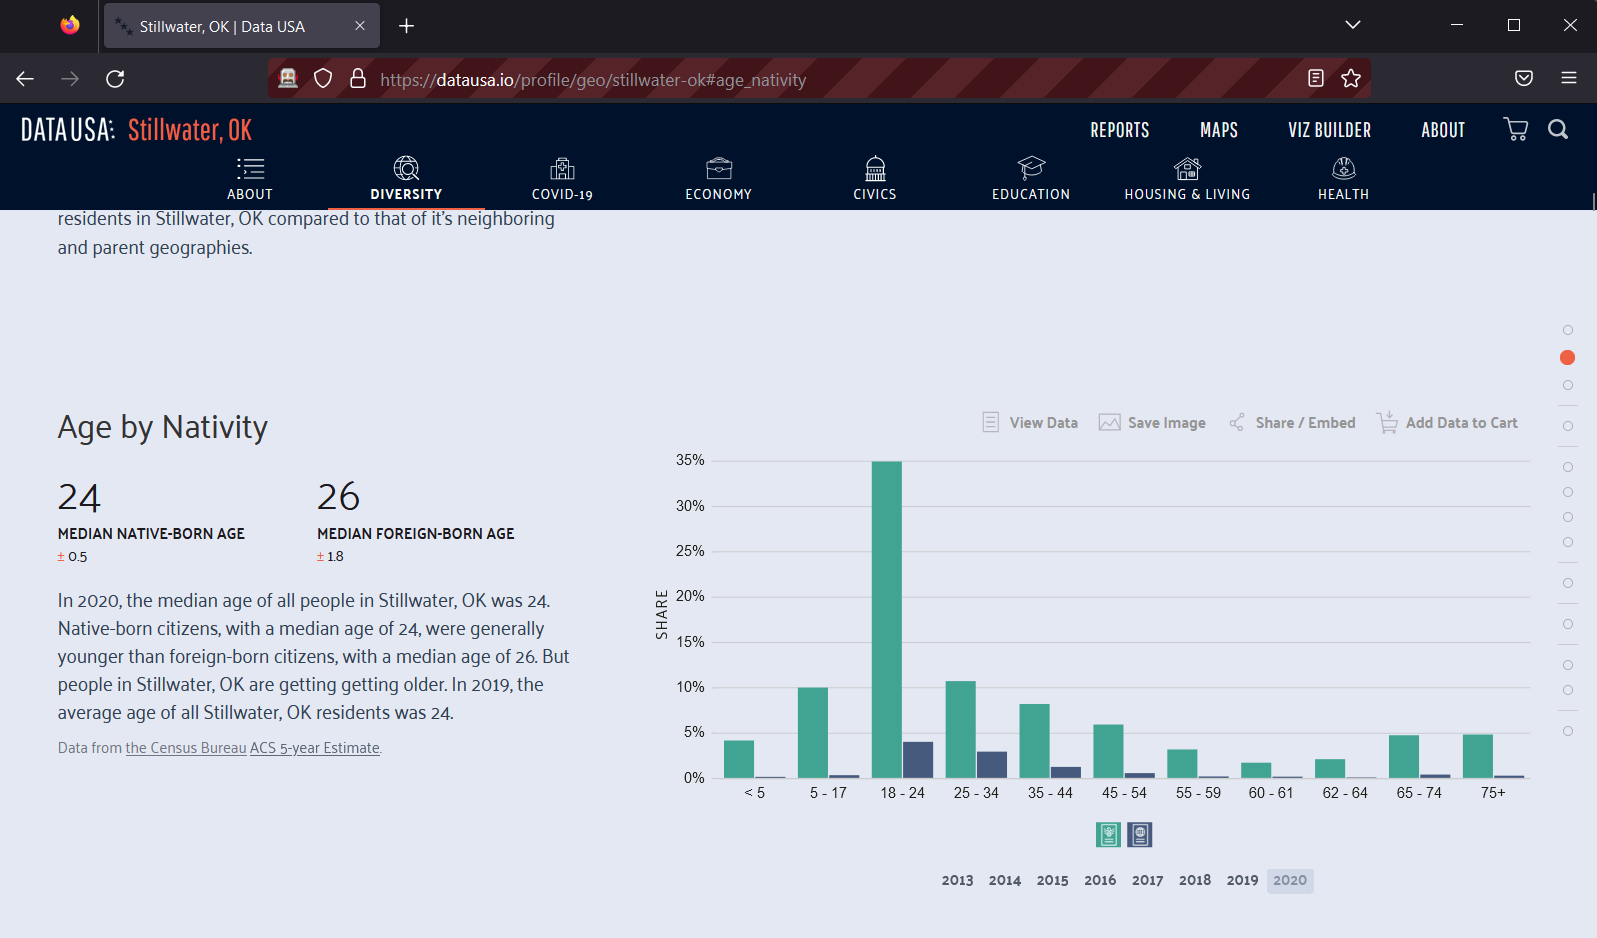 Stillwater, OK | Data USA
https://datausa.io/profile/geo/stillwater-ok#age_nativity
DATA USA: Stillwater, OK
REPORTS MAPS VIZ BUILDER ABOUT
ABOUT DIVERSITY COVID-19 ECONOMY CIVICS EDUCATION HOUSING & LIVING HEALTH
residents in Stillwater, OK compared to that of it's neighboring
and parent geographies.
Age by Nativity
24
MEDIAN NATIVE-BORN AGE
± 0.5
26
MEDIAN FOREIGN-BORN AGE
± 1.8
In 2020, the median age of all people in Stillwater, OK was 24.
Native-born citizens, with a median age of 24, were generally
younger than foreign-born citizens, with a median age of 26. But
people in Stillwater, OK are getting getting older. In 2019, the
average age of all Stillwater, OK residents was 24.
Data from the Census Bureau ACS 5-year Estimate.
View Data Save Image Share / Embed Add Data to Cart
SHARE
35%
30%
25%
20%
15%
10%
5%
0%
< 5 5 - 17 18 - 24 25 - 34 35 - 44 45 - 54 55 - 59 60 - 61 62 - 64 65 - 74 75+
2013 2014 2015 2016 2017 2018 2019 2020